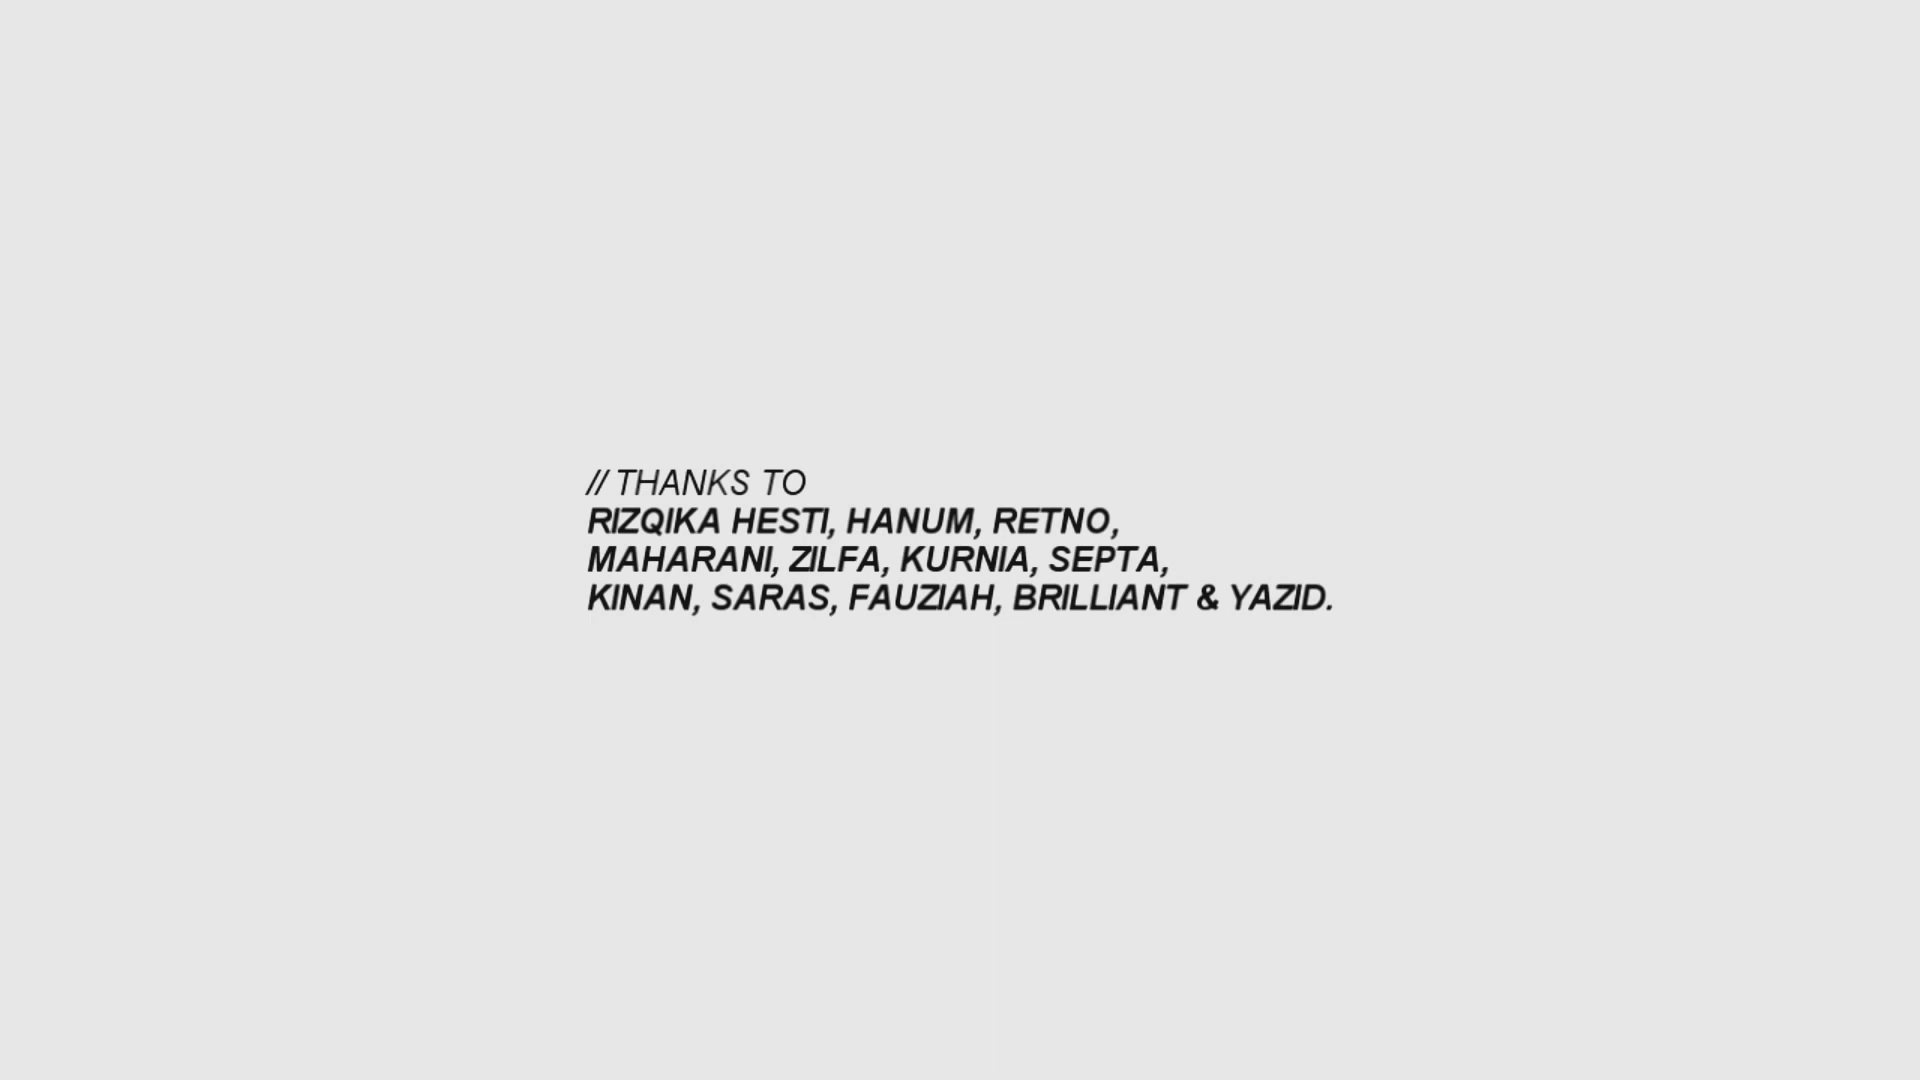 // THANKS TO
RIZQIKA HESTI, HANUM, RETNO,
MAHARANI, ZILFA, KURNIA, SEPTA,
KINAN, SARAS, FAUZIAH, BRILLIANT & YAZID.